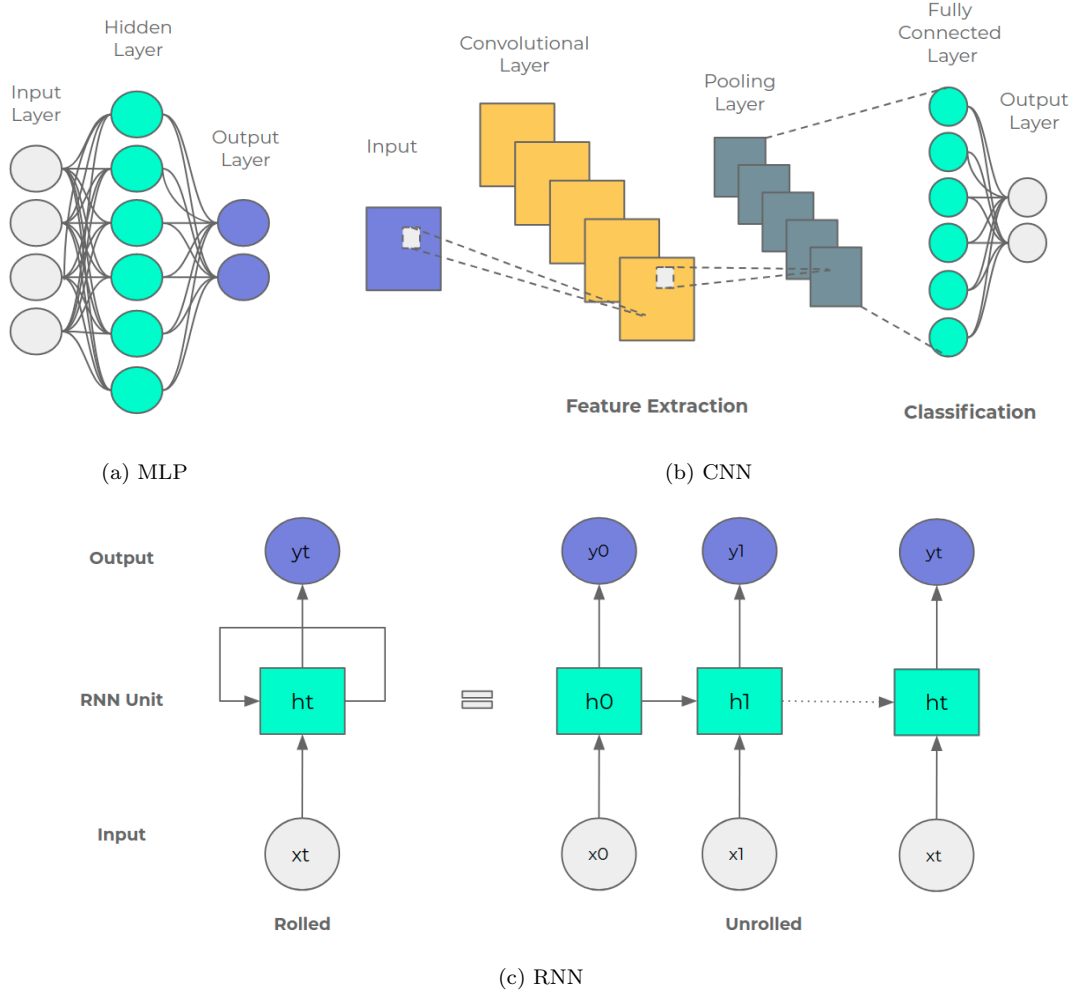 Hidden
Layer
Input
Layer
Output
Layer
(a) MLP
Input
Convolutional
Layer
Pooling
Layer
Fully
Connected
Layer
Output
Layer
Feature Extraction
Classification
(b) CNN
Output
yt
y0
y1
yt
RNN Unit
ht
h0
h1
ht
Input
xt
x0
x1
xt
Rolled
Unrolled
(c) RNN